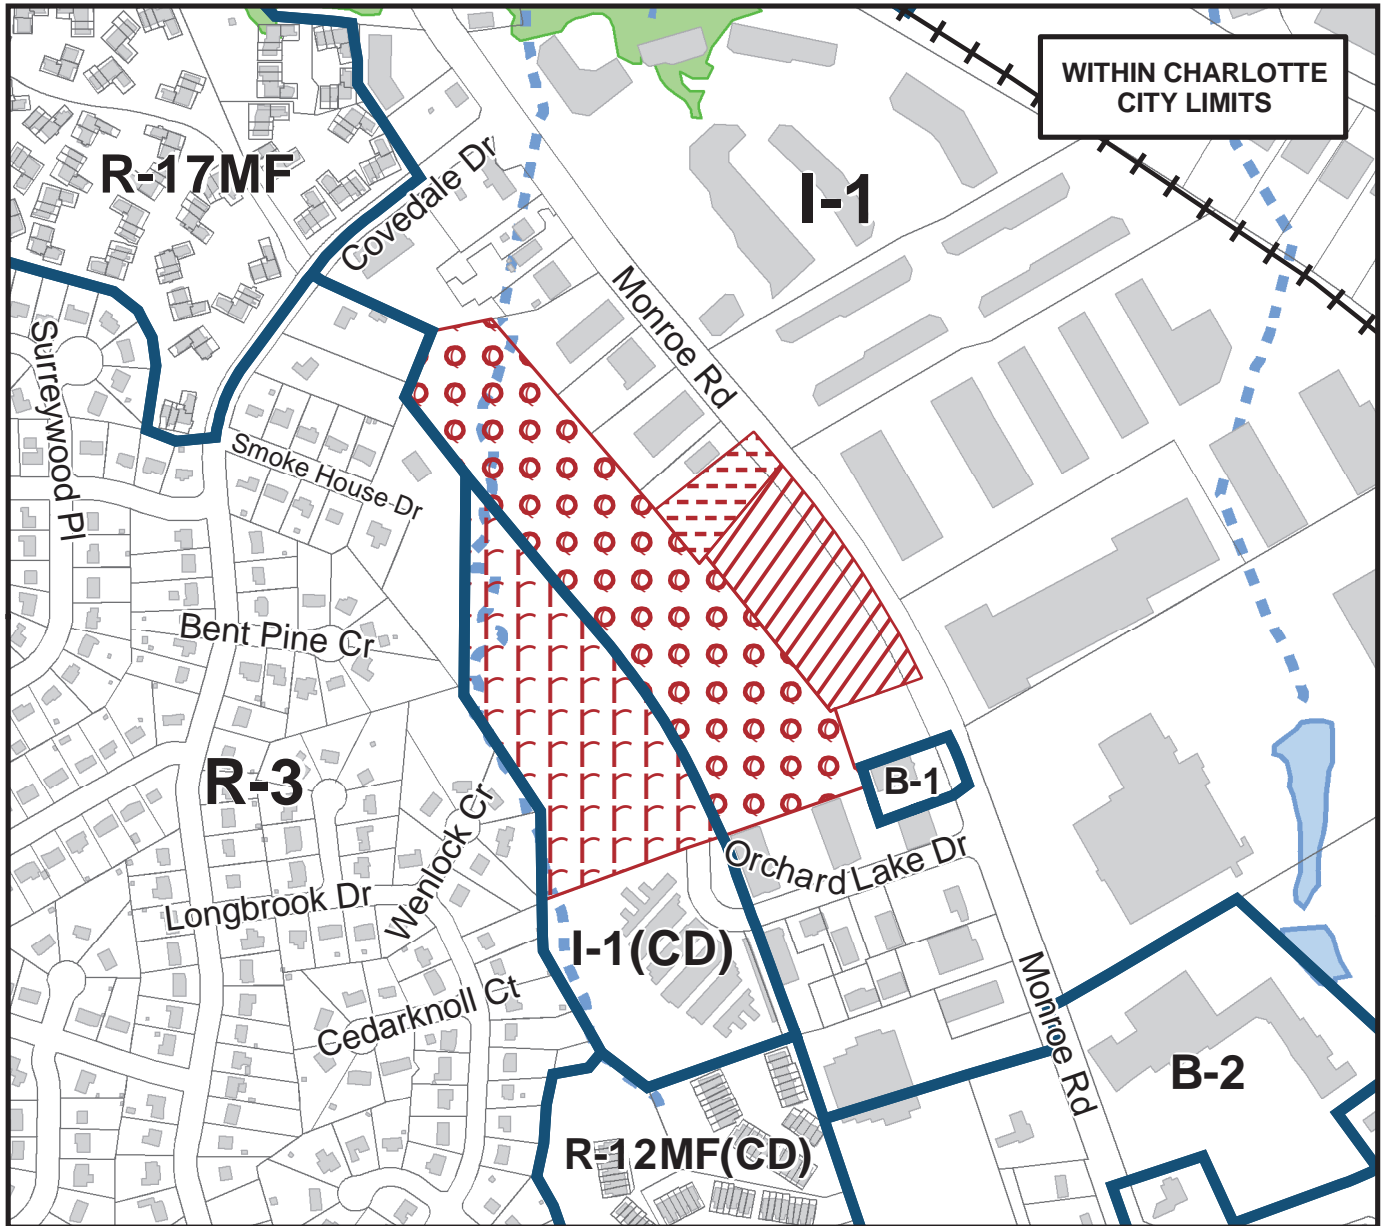 WITHIN CHARLOTTE
CITY LIMITS
R-17MF
Covedale Dr
I-1
Monroe Rd
Surreywood Pl
Smoke House Dr
Bent Pine Cr
R-3
B-1
Wenlock Cr
Orchard Lake Dr
Longbrook Dr
I-1(CD)
Cedarknoll Ct
Monroe Rd
B-2
R-12MF(CD)